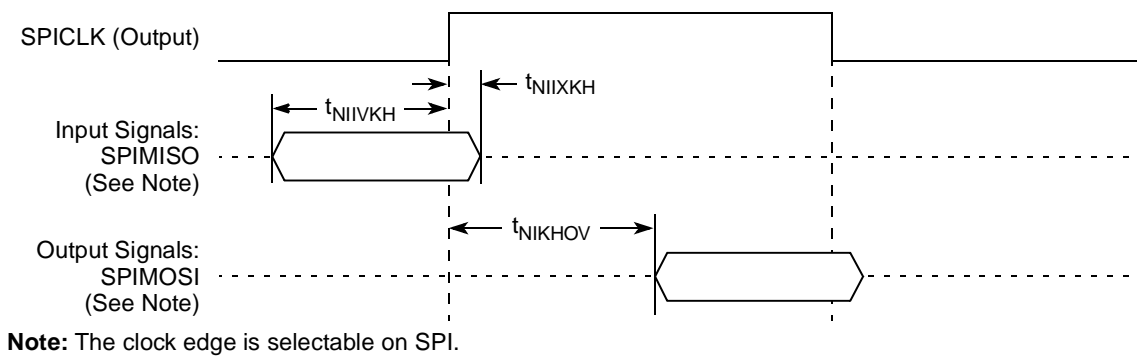 SPICLK (Output)
tNIIXKH
tNIIVKH
Input Signals:
SPIMISO
(See Note)
tNIKHOV
Output Signals:
SPIMOSI
(See Note)
Note: The clock edge is selectable on SPI.